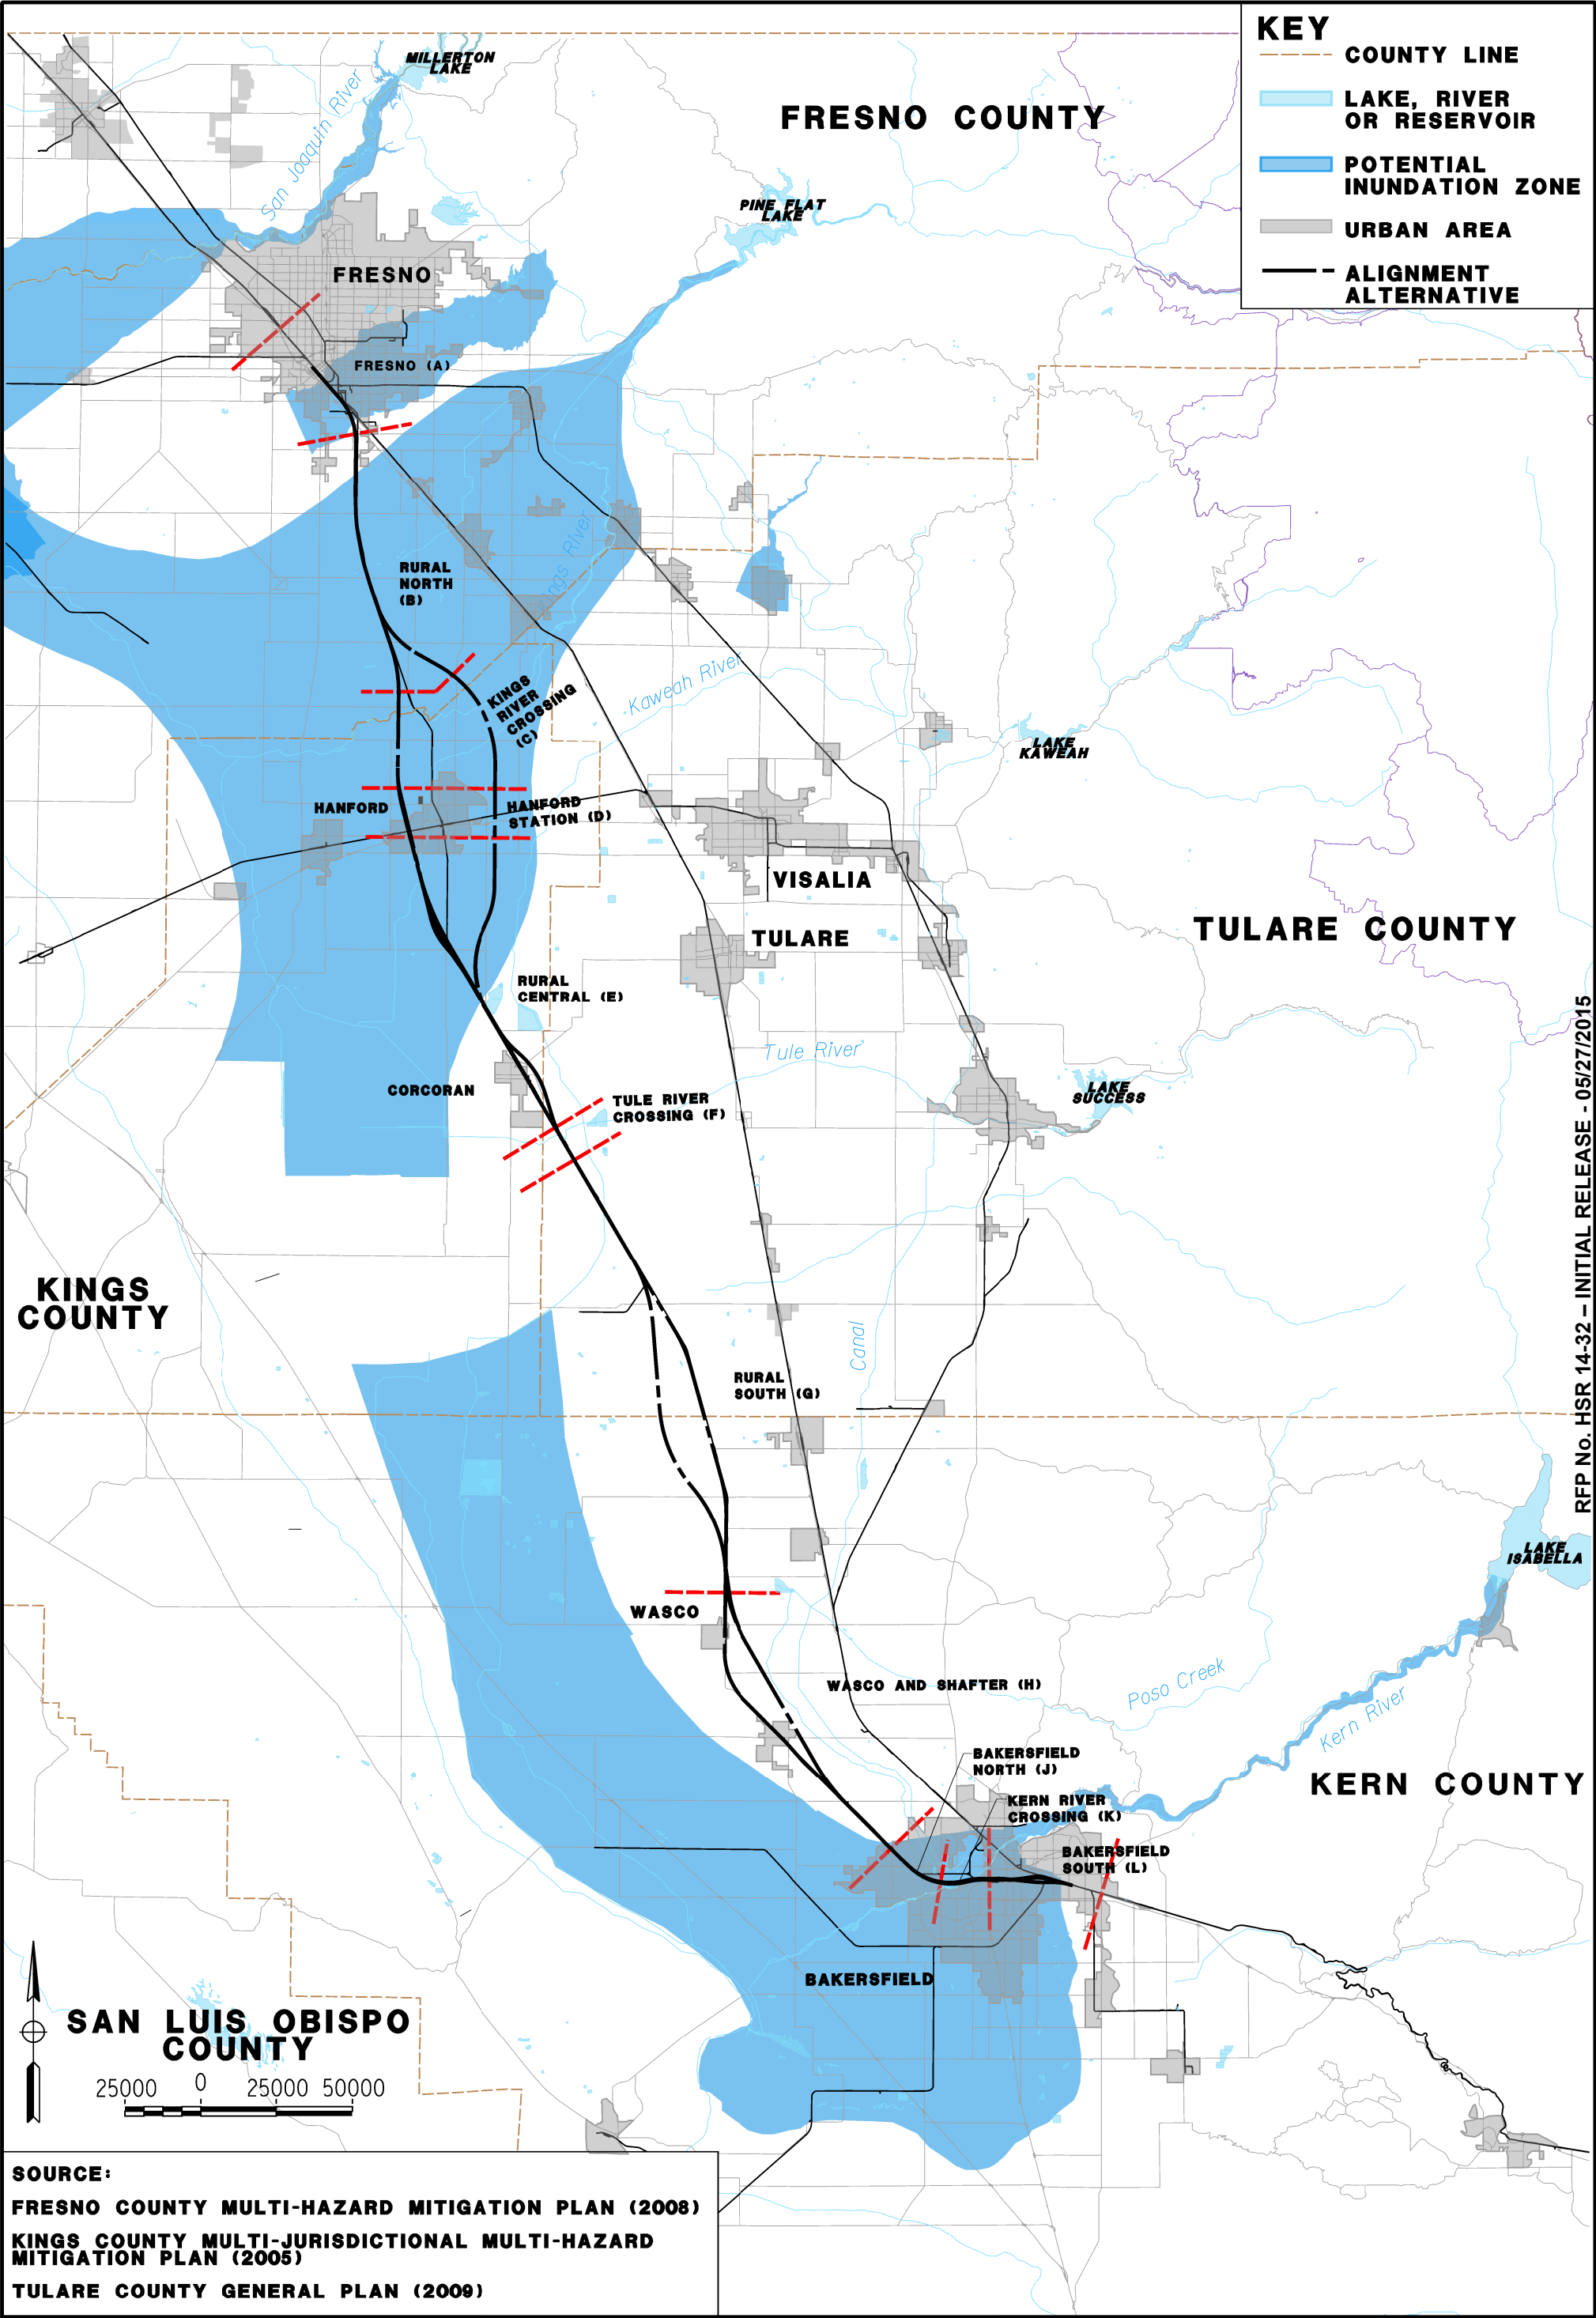 KEY
COUNTY LINE
LAKE, RIVER
OR RESERVOIR
POTENTIAL
INUNDATION ZONE
URBAN AREA
ALIGNMENT
ALTERNATIVE
MILLERTON
LAKE
San Joaquin River
FRESNO COUNTY
PINE FLAT
LAKE
FRESNO
FRESNO (A)
RURAL
NORTH
(B)
Kings River
KINGS
RIVER
CROSSING
(C)
Kaweah River
LAKE
KAWEAH
HANFORD
HANFORD
STATION (D)
VISALIA
TULARE
TULARE COUNTY
RURAL
CENTRAL (E)
Tule River
CORCORAN
TULE RIVER
CROSSING (F)
LAKE
SUCCESS
KINGS
COUNTY
Canal
RURAL
SOUTH (G)
LAKE
ISABELLA
WASCO
WASCO AND SHAFTER (H)
Poso Creek
Kern River
BAKERSFIELD
NORTH (J)
KERN RIVER
CROSSING (K)
BAKERSFIELD
SOUTH (L)
KERN COUNTY
BAKERSFIELD
SAN LUIS OBISPO
COUNTY
25000 0 25000 50000
SOURCE:
FRESNO COUNTY MULTI-HAZARD MITIGATION PLAN (2008)
KINGS COUNTY MULTI-JURISDICTIONAL MULTI-HAZARD
MITIGATION PLAN (2005)
TULARE COUNTY GENERAL PLAN (2009)
RFP No. HSR 14-32 – INITIAL RELEASE - 05/27/2015